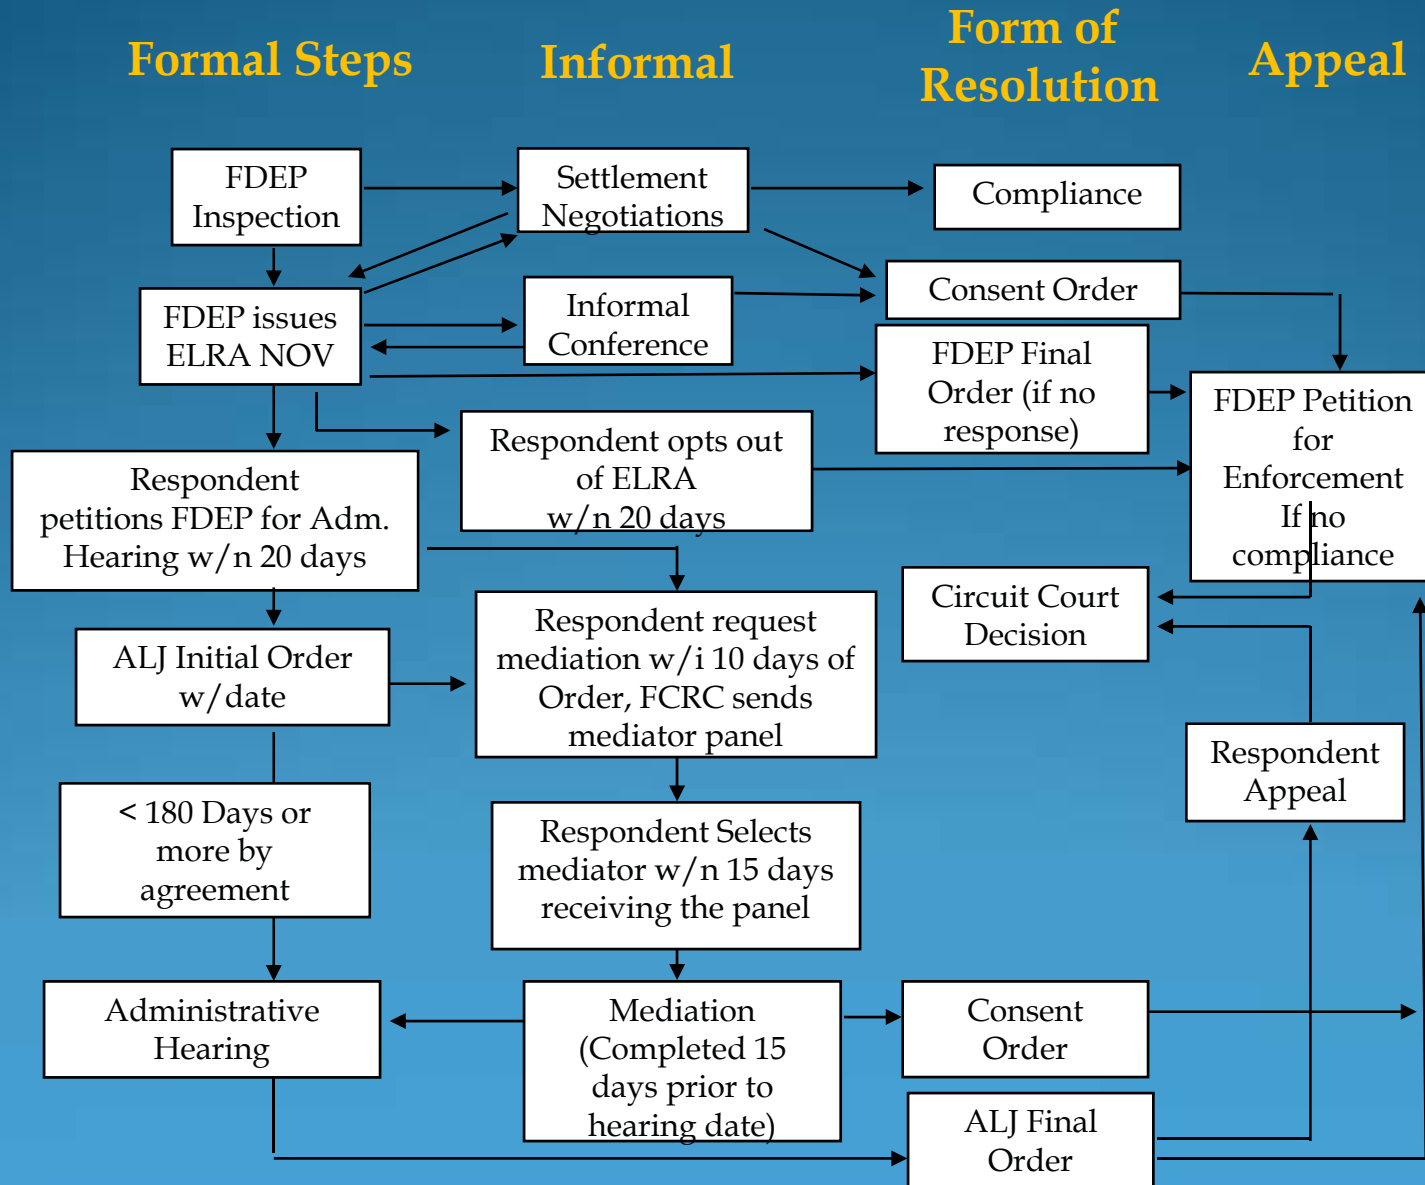 Formal Steps
Informal
Form of
Resolution
Appeal
FDEP
Inspection
Settlement
Negotiations
Compliance
FDEP issues
ELRA NOV
Informal
Conference
Consent Order
FDEP Final
Order (if no
response)
FDEP Petition
for
Enforcement
If no
compliance
Respondent
petitions FDEP for Adm.
Hearing w/n 20 days
Respondent opts out
of ELRA
w/n 20 days
Circuit Court
Decision
ALJ Initial Order
w/date
Respondent request
mediation w/i 10 days of
Order, FCRC sends
mediator panel
Respondent
Appeal
< 180 Days or
more by
agreement
Respondent Selects
mediator w/n 15 days
receiving the panel
Administrative
Hearing
Mediation
(Completed 15
days prior to
hearing date)
Consent
Order
ALJ Final
Order